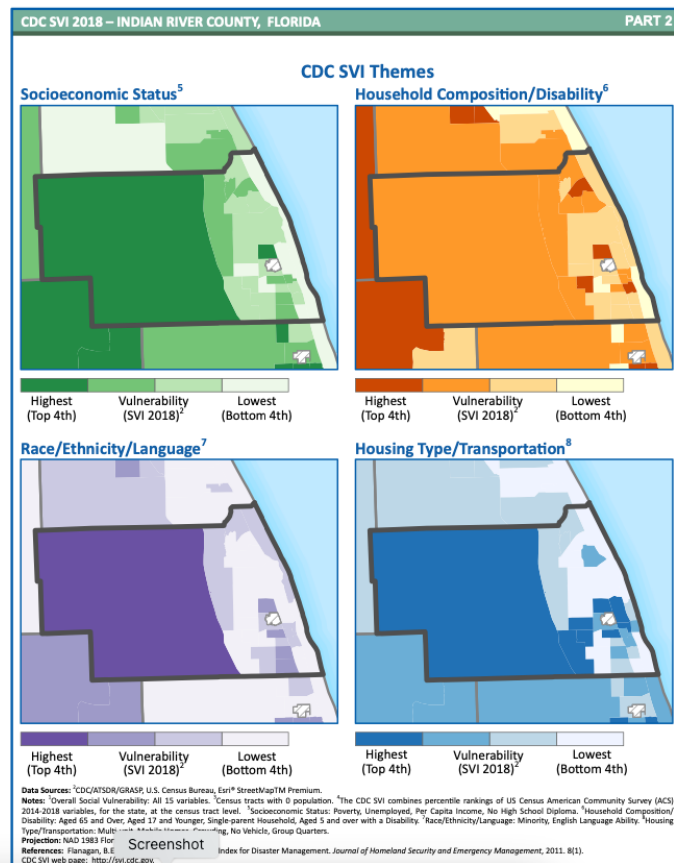 CDC SVI 2018 – INDIAN RIVER COUNTY, FLORIDA PART 2
CDC SVI Themes
Socioeconomic Status5 Household Composition/Disability6
Highest (Top 4th) Vulnerability (SVI 2018)2 Lowest (Bottom 4th)
Highest (Top 4th) Vulnerability (SVI 2018)2 Lowest (Bottom 4th)
Race/Ethnicity/Language7 Housing Type/Transportation8
Highest (Top 4th) Vulnerability (SVI 2018)2 Lowest (Bottom 4th)
Highest (Top 4th) Vulnerability (SVI 2018)2 Lowest (Bottom 4th)
Data Sources: 2CDC/ATSDR/GRASP, U.S. Census Bureau, Esri® StreetMapTM Premium.
Notes: 1Overall Social Vulnerability: All 15 variables. 3Census tracts with 0 population. 4The CDC SVI combines percentile rankings of US Census American Community Survey (ACS)
2014-2018 variables, for the state, at the census tract level. 5Socioeconomic Status: Poverty, Unemployed, Per Capita Income, No High School Diploma. 6Household Composition/
Disability: Aged 65 and Over, Aged 17 and Younger, Single-parent Household, Aged 5 and over with a Disability. 7Race/Ethnicity/Language: Minority, English Language Ability. 8Housing
Type/Transportation: No Vehicle, Group Quarters.
Projection: NAD 1983
References: Flanagan, B.E Index for Disaster Management. Journal of Homeland Security and Emergency Management, 2011. 8(1).
CDC SVI web page: http://svi.cdc.gov.
Screenshot